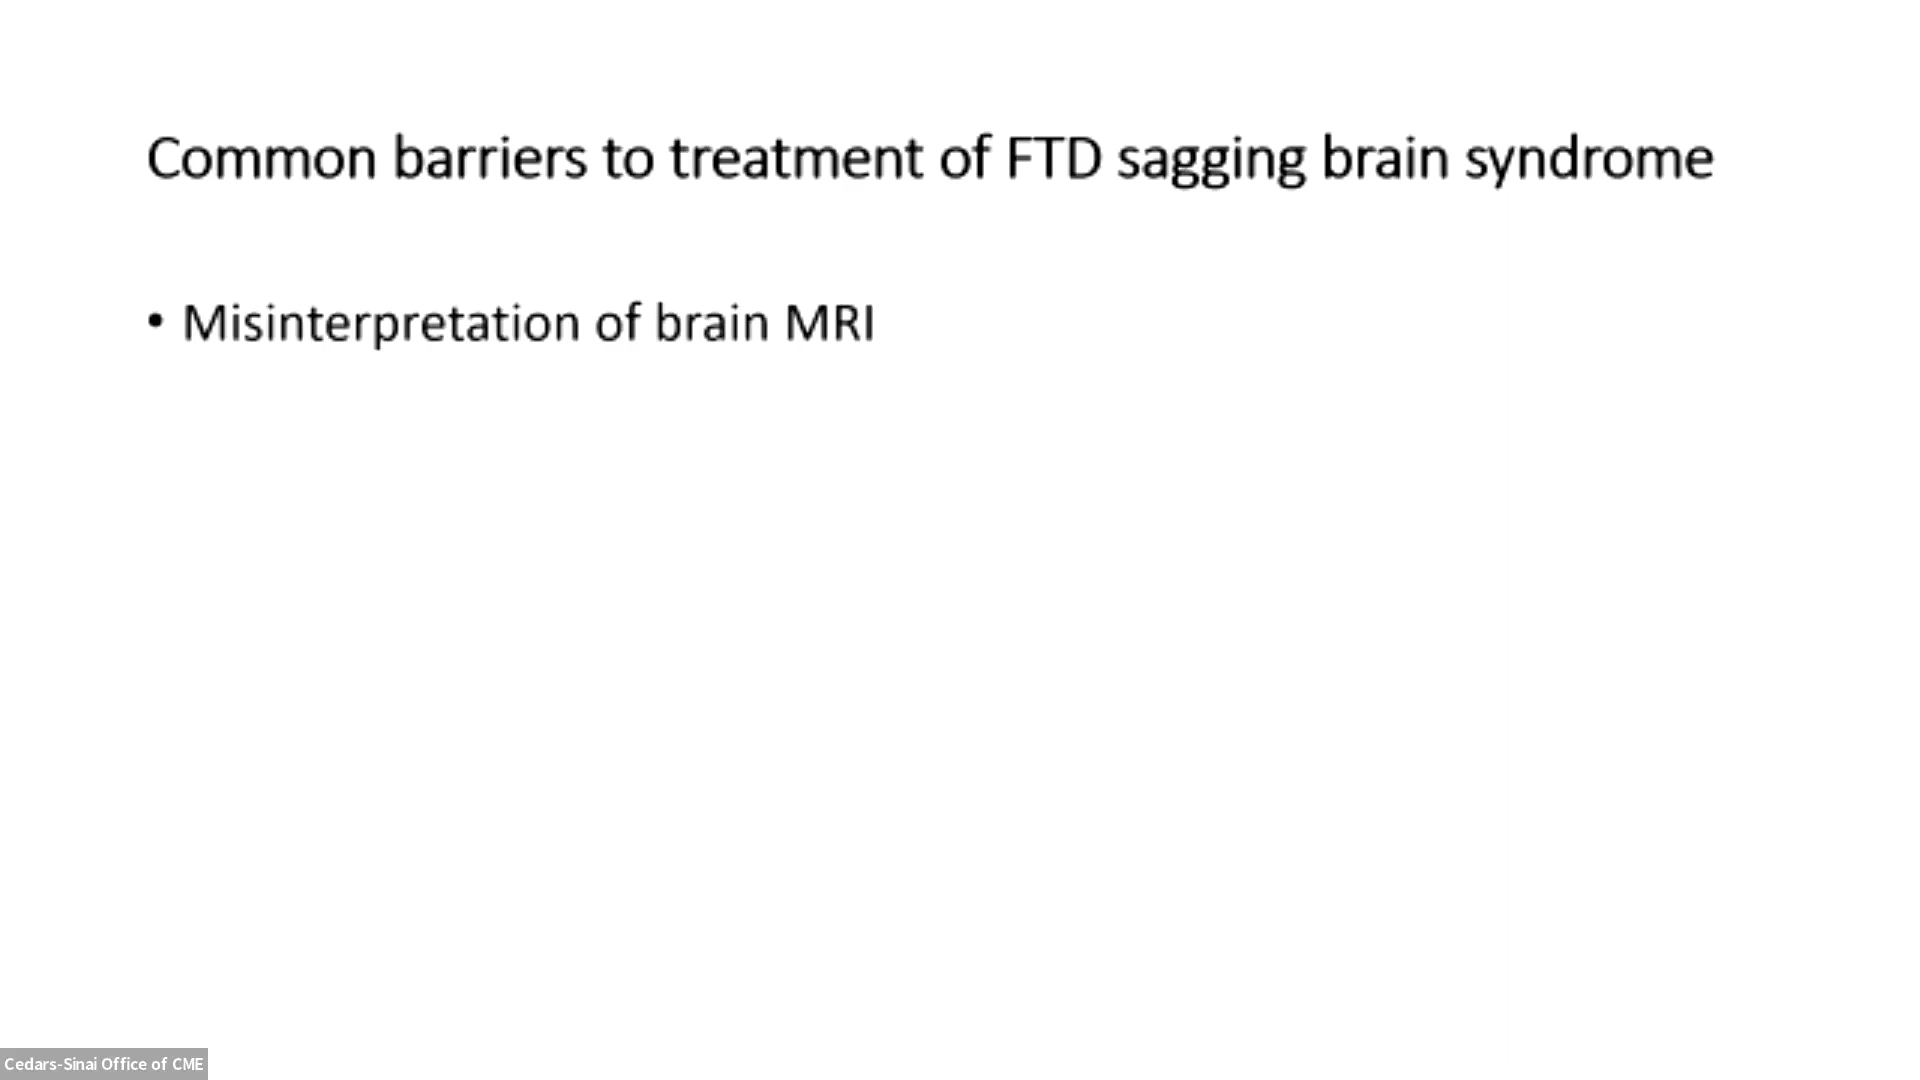 Common barriers to treatment of FTD sagging brain syndrome
• Misinterpretation of brain MRI
Cedars-Sinai Office of CME